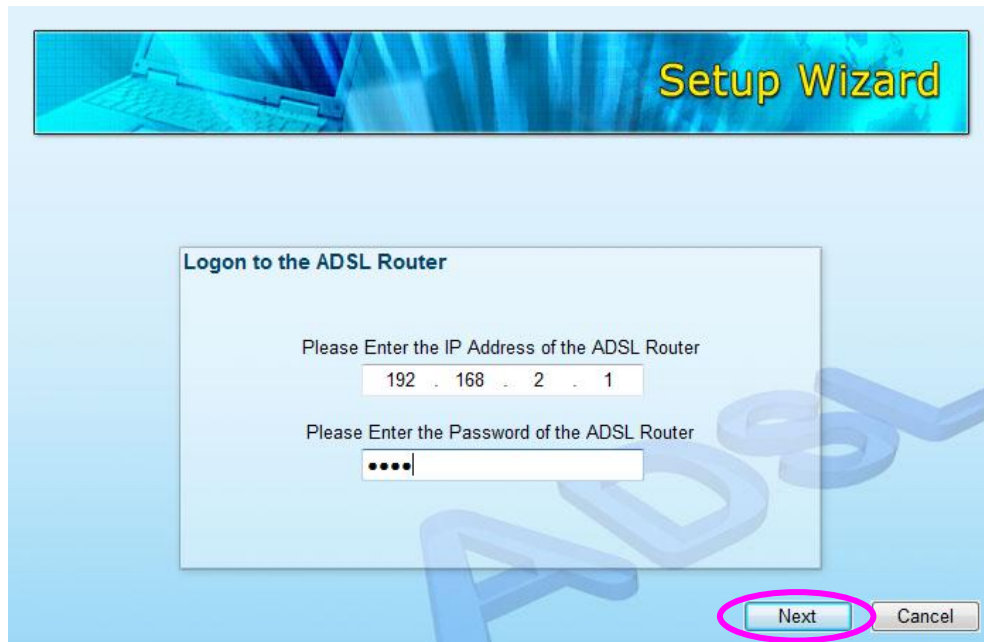 Setup Wizard
Logon to the ADSL Router
Please Enter the IP Address of the ADSL Router
192 . 168 . 2 . 1
Please Enter the Password of the ADSL Router
••••
ADSL
Next Cancel